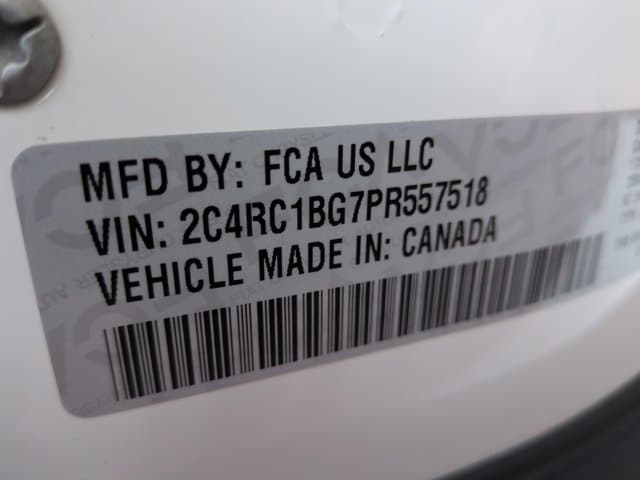 MFD BY: FCA US LLC
VIN: 2C4RC1BG7PR557518
VEHICLE MADE IN: CANADA